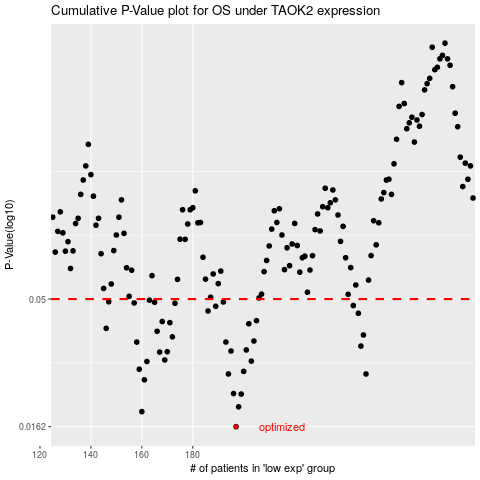 Cumulative P-Value plot for OS under TAOK2 expression
P-Value(log10)
0.05
0.0162
optimized
120 140 160 180
# of patients in 'low exp' group